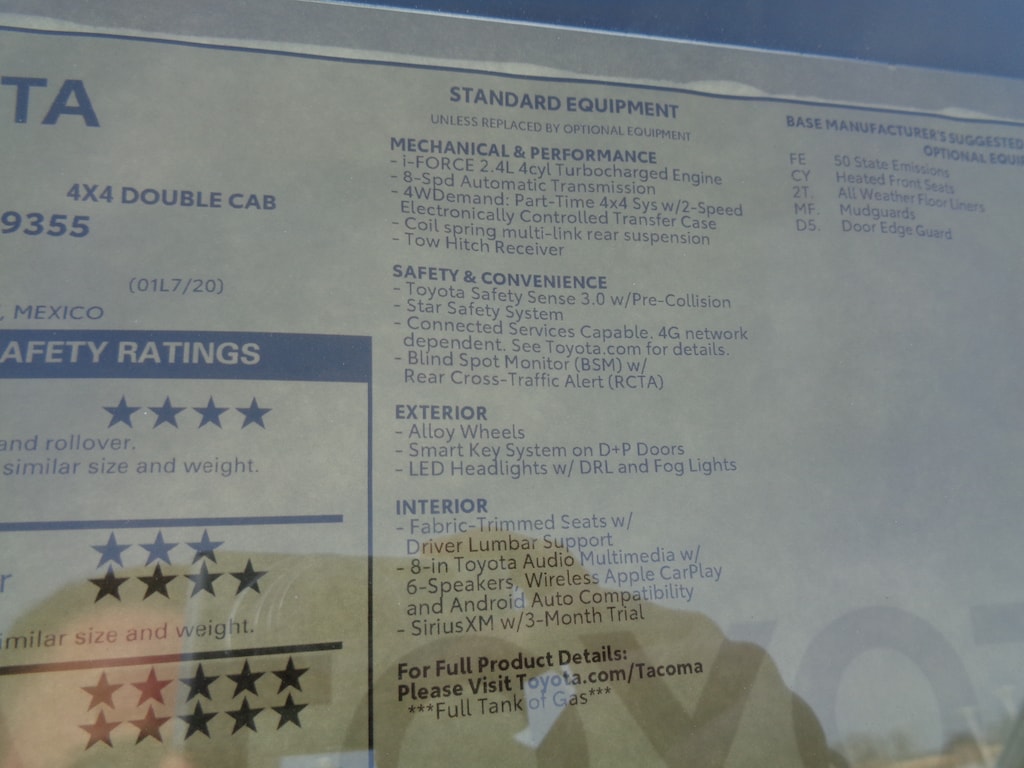 TA
4X4 DOUBLE CAB
9355
(01L7/20)
, MEXICO
AFETY RATINGS
★★★★
and rollover.
similar size and weight.
★★★
r
★★★★
imilar size and weight.
★★★★★
★★★★★
STANDARD EQUIPMENT
UNLESS REPLACED BY OPTIONAL EQUIPMENT
MECHANICAL & PERFORMANCE
- i-FORCE 2.4L 4cyl Turbocharged Engine
- 8-Spd Automatic Transmission
- 4WDemand: Part-Time 4x4 Sys w/2-Speed
Electronically Controlled Transfer Case
- Coil spring multi-link rear suspension
- Tow Hitch Receiver
SAFETY & CONVENIENCE
- Toyota Safety Sense 3.0 w/Pre-Collision
- Star Safety System
- Connected Services Capable. 4G network
dependent. See Toyota.com for details.
- Blind Spot Monitor (BSM) w/
Rear Cross-Traffic Alert (RCTA)
EXTERIOR
- Alloy Wheels
- Smart Key System on D+P Doors
- LED Headlights w/ DRL and Fog Lights
INTERIOR
- Fabric-Trimmed Seats w/
Driver Lumbar Support
- 8-in Toyota Audio Multimedia w/
6-Speakers, Wireless Apple CarPlay
and Android Auto Compatibility
- SiriusXM w/3-Month Trial
For Full Product Details:
Please Visit Toyota.com/Tacoma
***Full Tank of Gas***
BASE MANUFACTURER'S SUGGESTED
OPTIONAL EQUI
FE 50 State Emissions
CY Heated Front Seats
2T. All Weather Floor Liners
MF. Mudguards
D5. Door Edge Guard
TOYOT